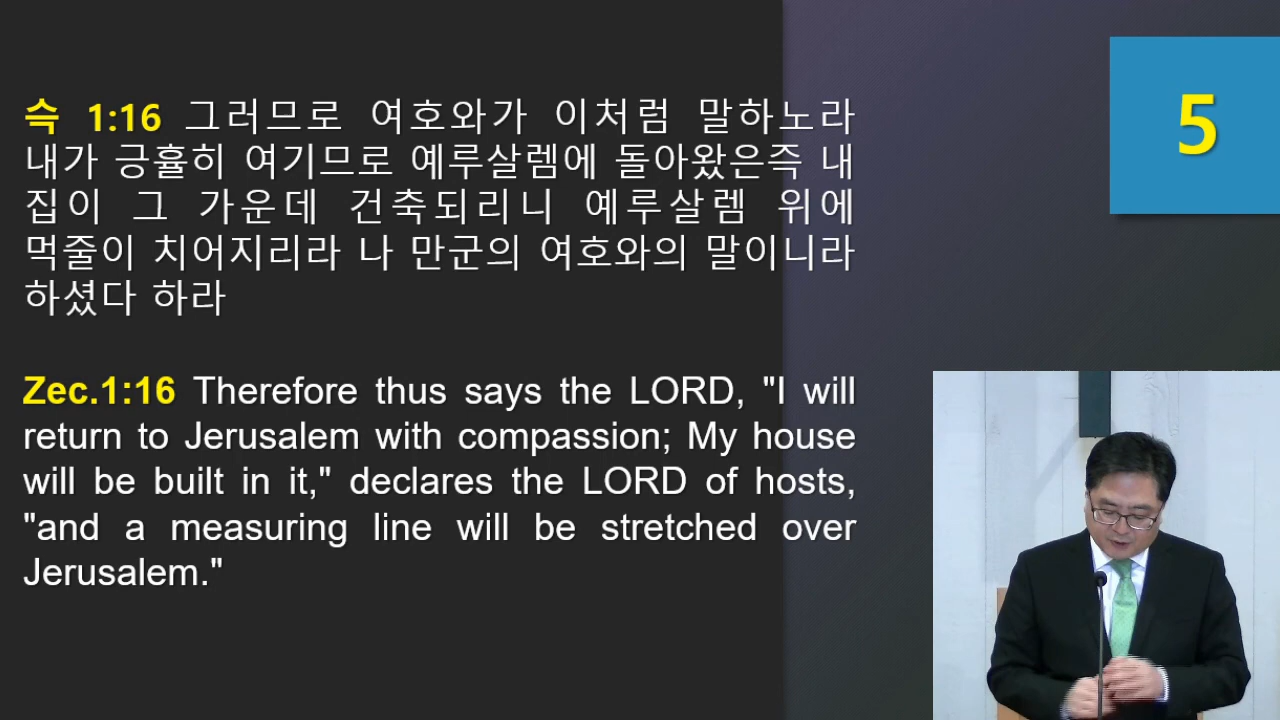 슥 1:16 그러므로 여호와가 이처럼 말하노라
내가 긍휼히 여기므로 예루살렘에 돌아왔은즉 내
집이 그 가운데 건축되리니 예루살렘 위에
먹줄이 치어지리라 나 만군의 여호와의 말이니라
하셨다 하라
Zec.1:16 Therefore thus says the LORD, "I will
return to Jerusalem with compassion; My house
will be built in it," declares the LORD of hosts,
"and a measuring line will be stretched over
Jerusalem."
5